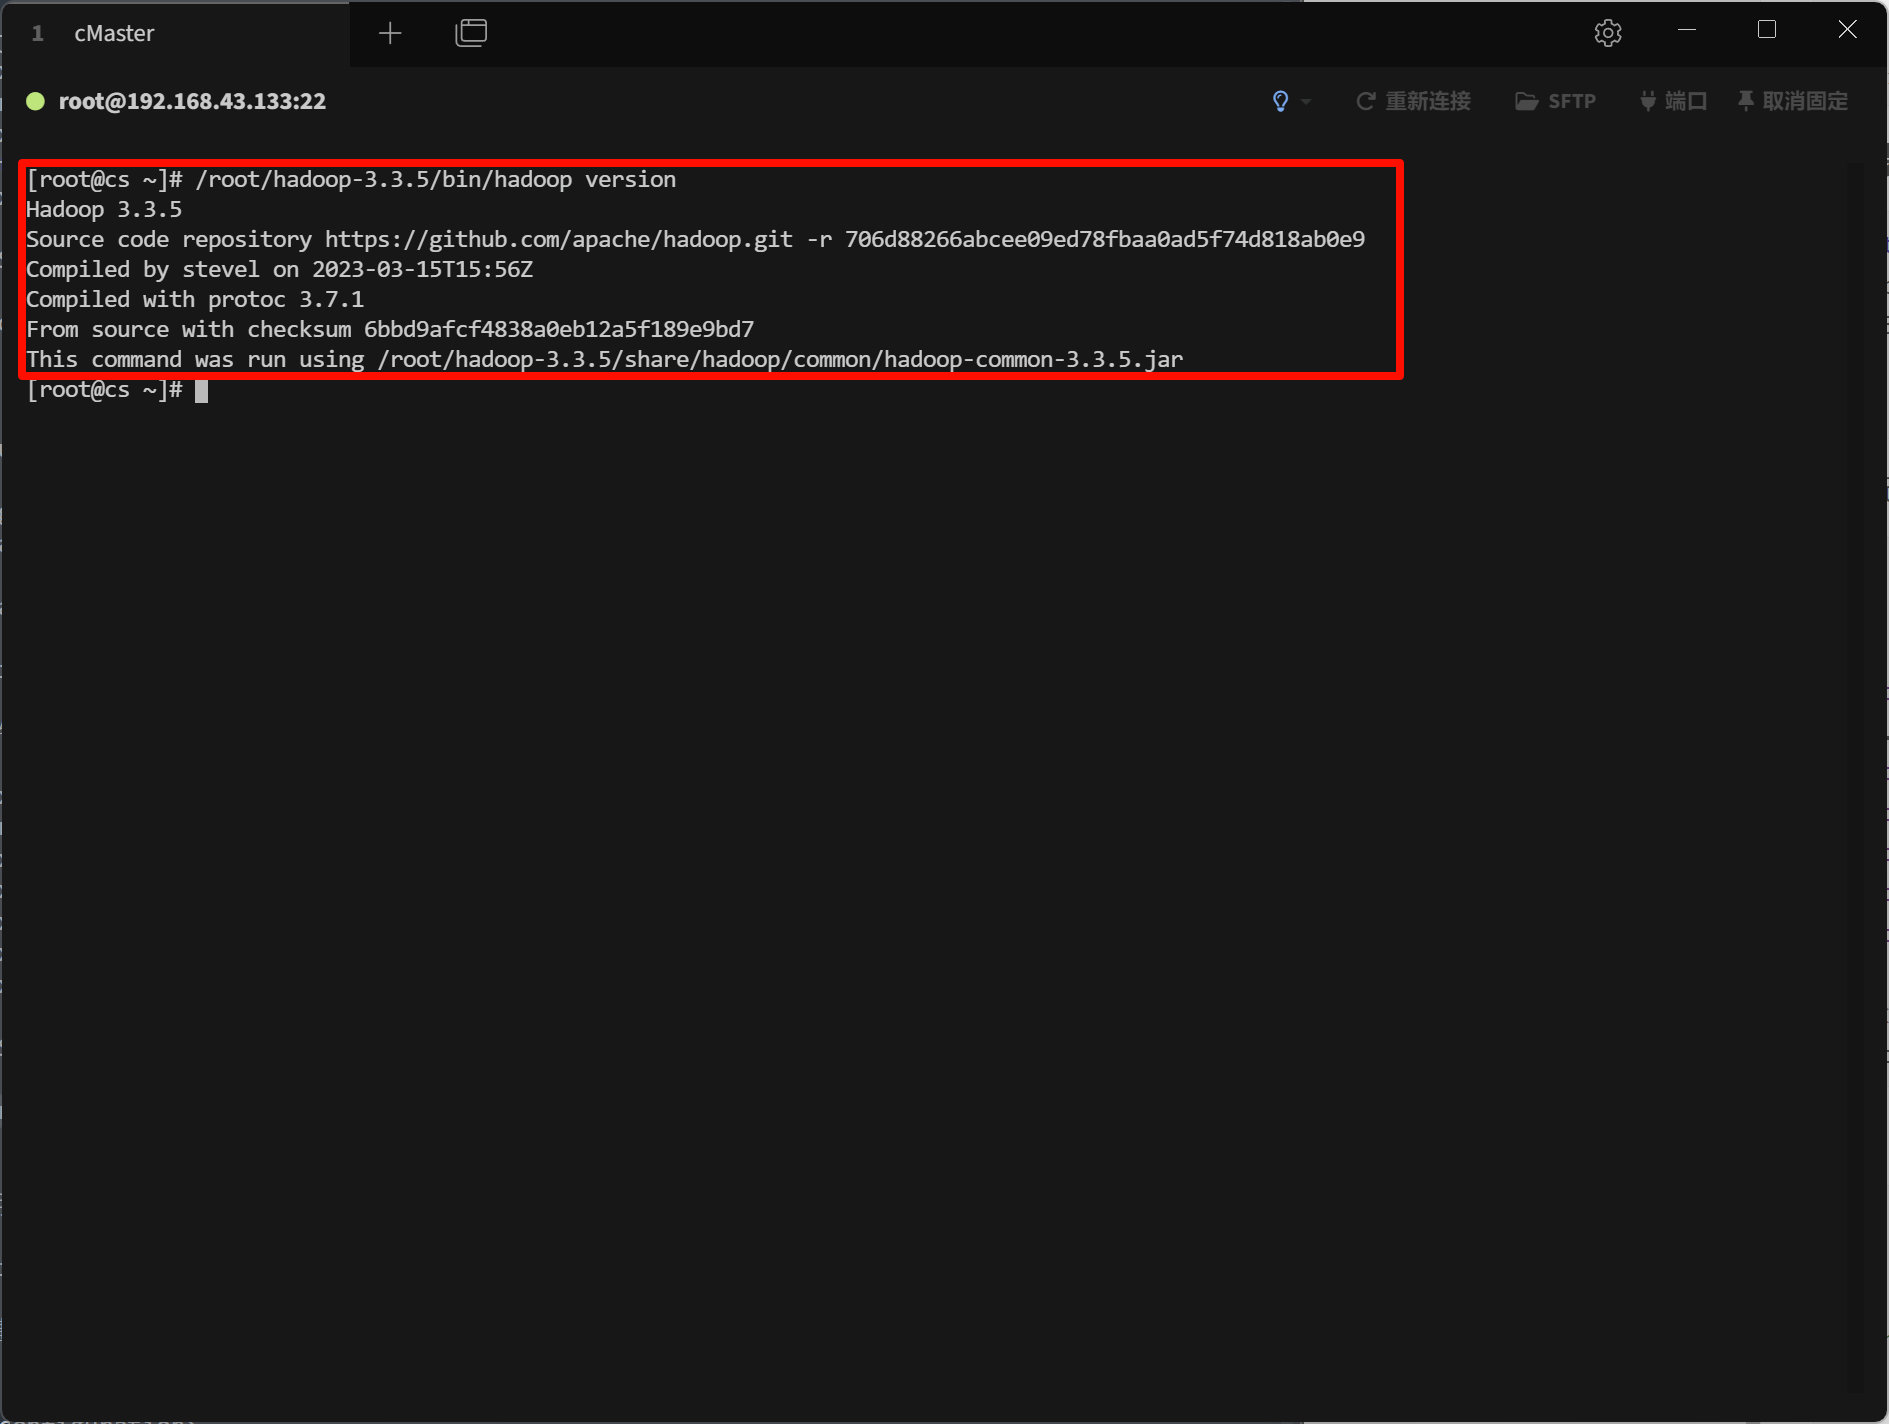 1 cMaster
root@192.168.43.133:22 重新连接 SFTP 端口 取消固定
[root@cs ~]# /root/hadoop-3.3.5/bin/hadoop version
Hadoop 3.3.5
Source code repository https://github.com/apache/hadoop.git -r 706d88266abcee09ed78fbaa0ad5f74d818ab0e9
Compiled by stevel on 2023-03-15T15:56Z
Compiled with protoc 3.7.1
From source with checksum 6bbd9afcf4838a0eb12a5f189e9bd7
This command was run using /root/hadoop-3.3.5/share/hadoop/common/hadoop-common-3.3.5.jar
[root@cs ~]#